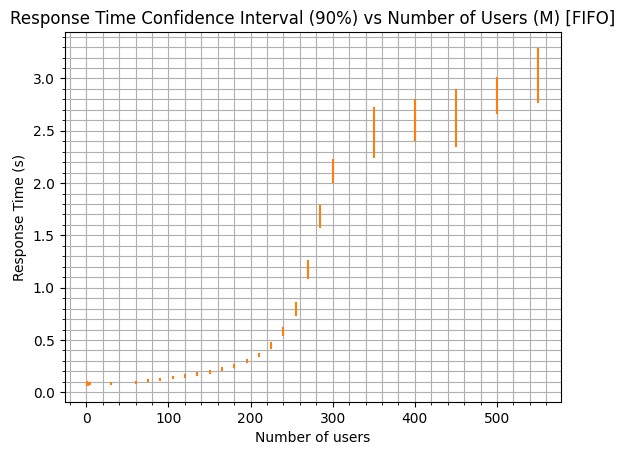 Response Time Confidence Interval (90%) vs Number of Users (M) [FIFO]
3.0
2.5
2.0
1.5
1.0
0.5
0.0
Response Time (s)
0 100 200 300 400 500
Number of users